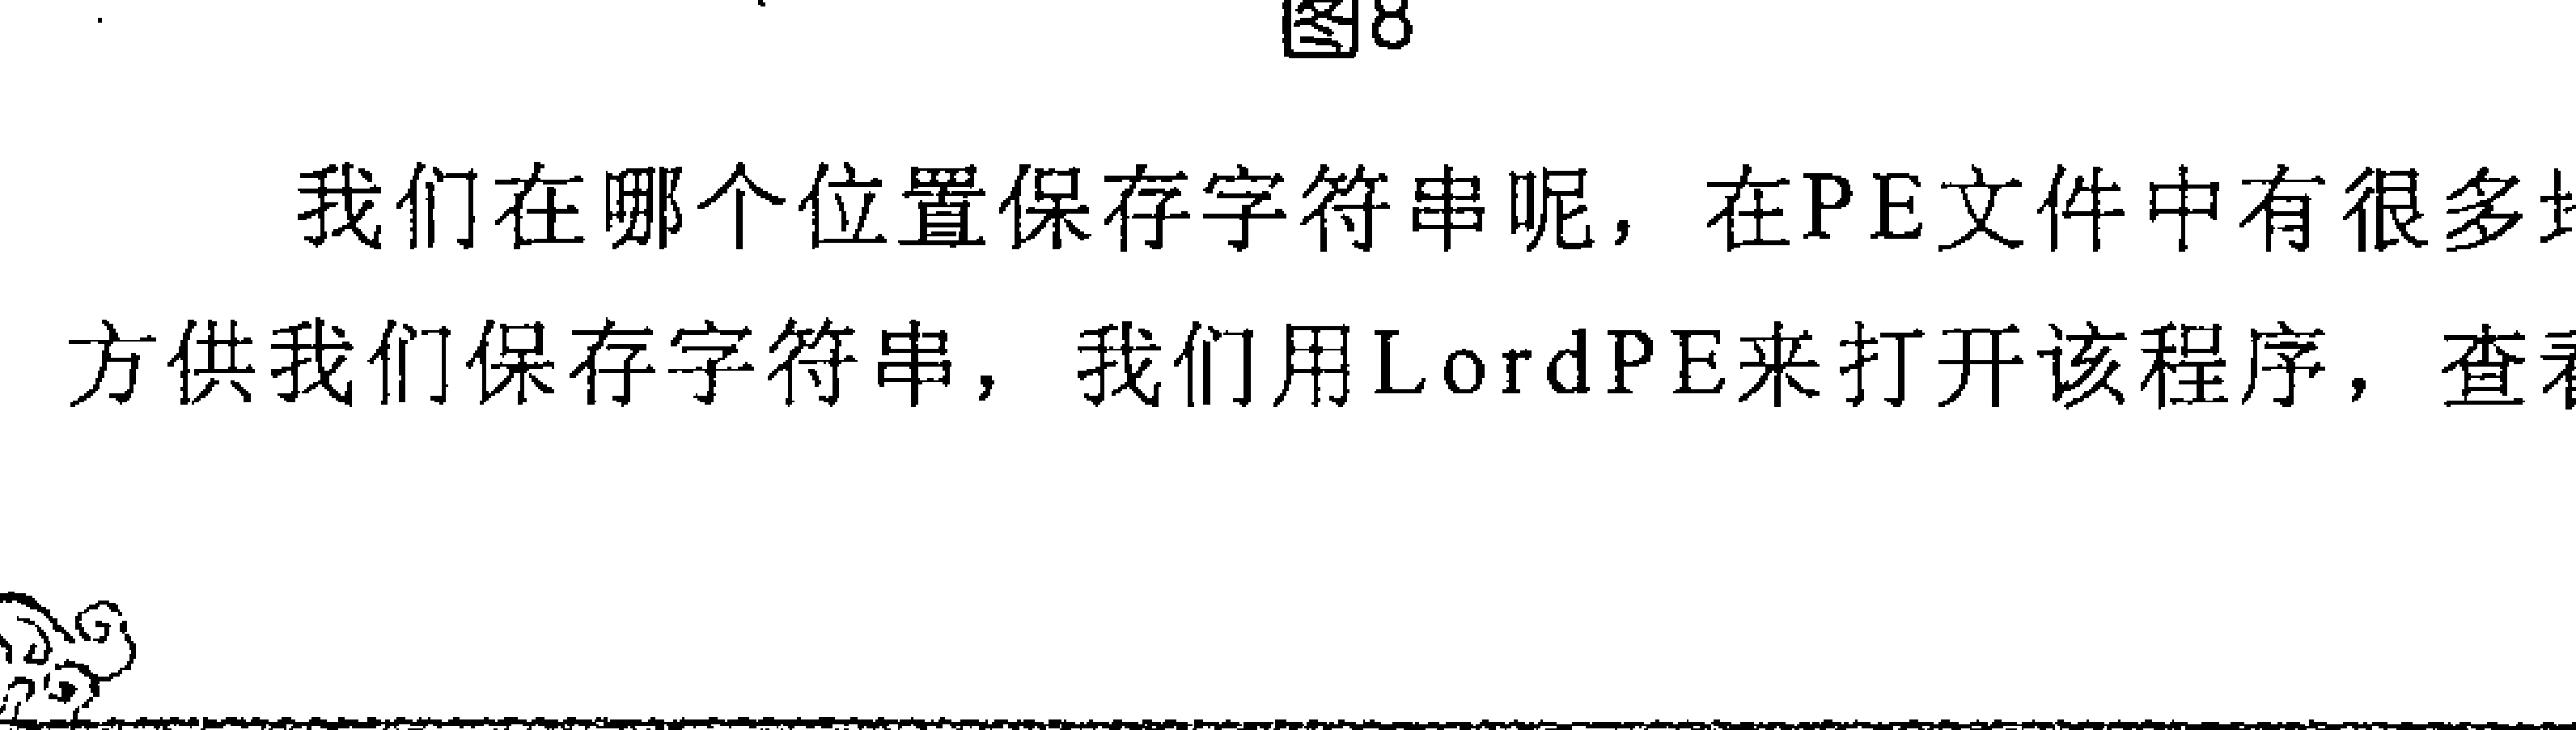 图8
我们在哪个位置保存字符串呢，在PE文件中有很多
方供我们保存字符串，我们用LordPE来打开该程序，查